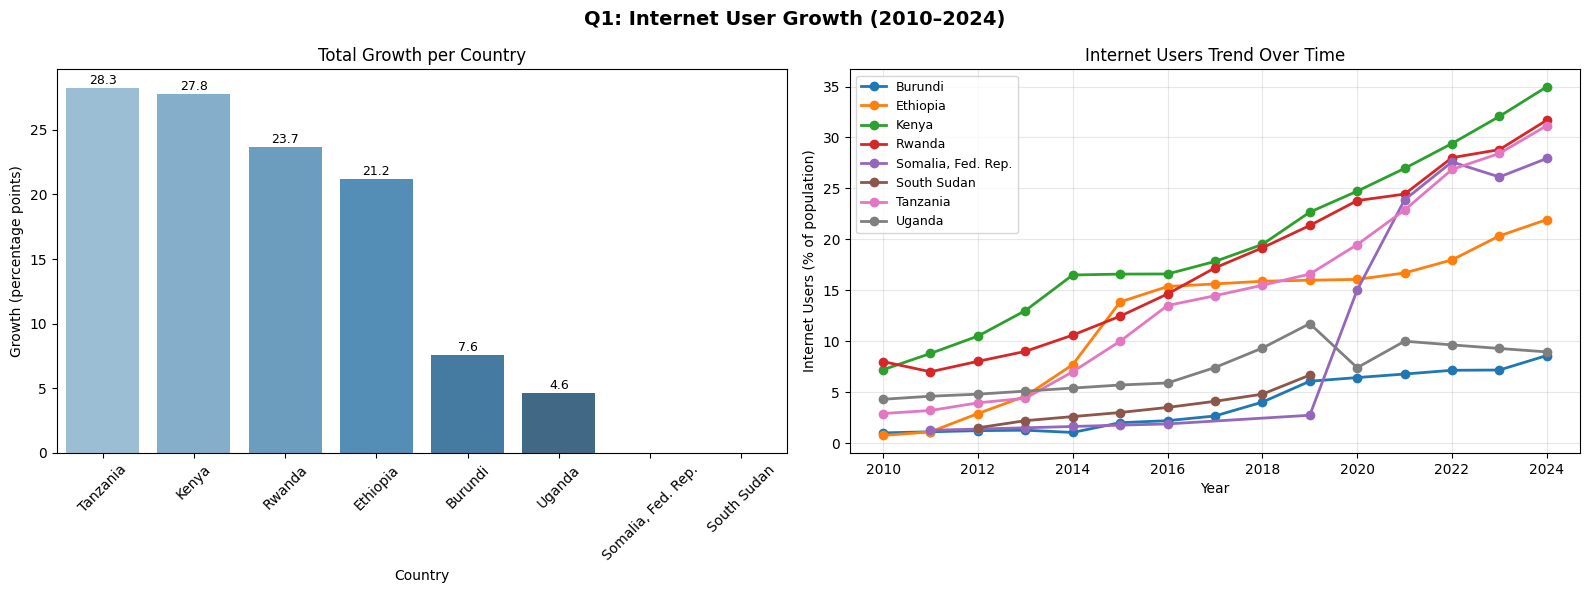 Q1: Internet User Growth (2010–2024)
Total Growth per Country
Growth (percentage points)
25
20
15
10
5
0
28.3
27.8
23.7
21.2
7.6
4.6
Tanzania
Kenya
Rwanda
Ethiopia
Burundi
Uganda
Somalia, Fed. Rep.
South Sudan
Country
Internet Users Trend Over Time
Internet Users (% of population)
35
30
25
20
15
10
5
0
Burundi
Ethiopia
Kenya
Rwanda
Somalia, Fed. Rep.
South Sudan
Tanzania
Uganda
2010
2012
2014
2016
2018
2020
2022
2024
Year